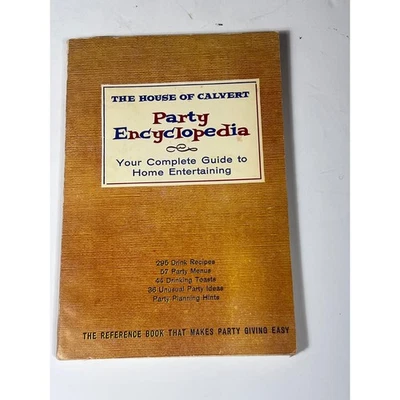 THE HOUSE OF CALVERT
Party
Encyclopedia
Your Complete Guide to
Home Entertaining
295 Drink Recipes
57 Party Menus
44 Drinking Toasts
36 Unusual Party Ideas
Party Planning Hints
THE REFERENCE BOOK THAT MAKES PARTY GIVING EASY